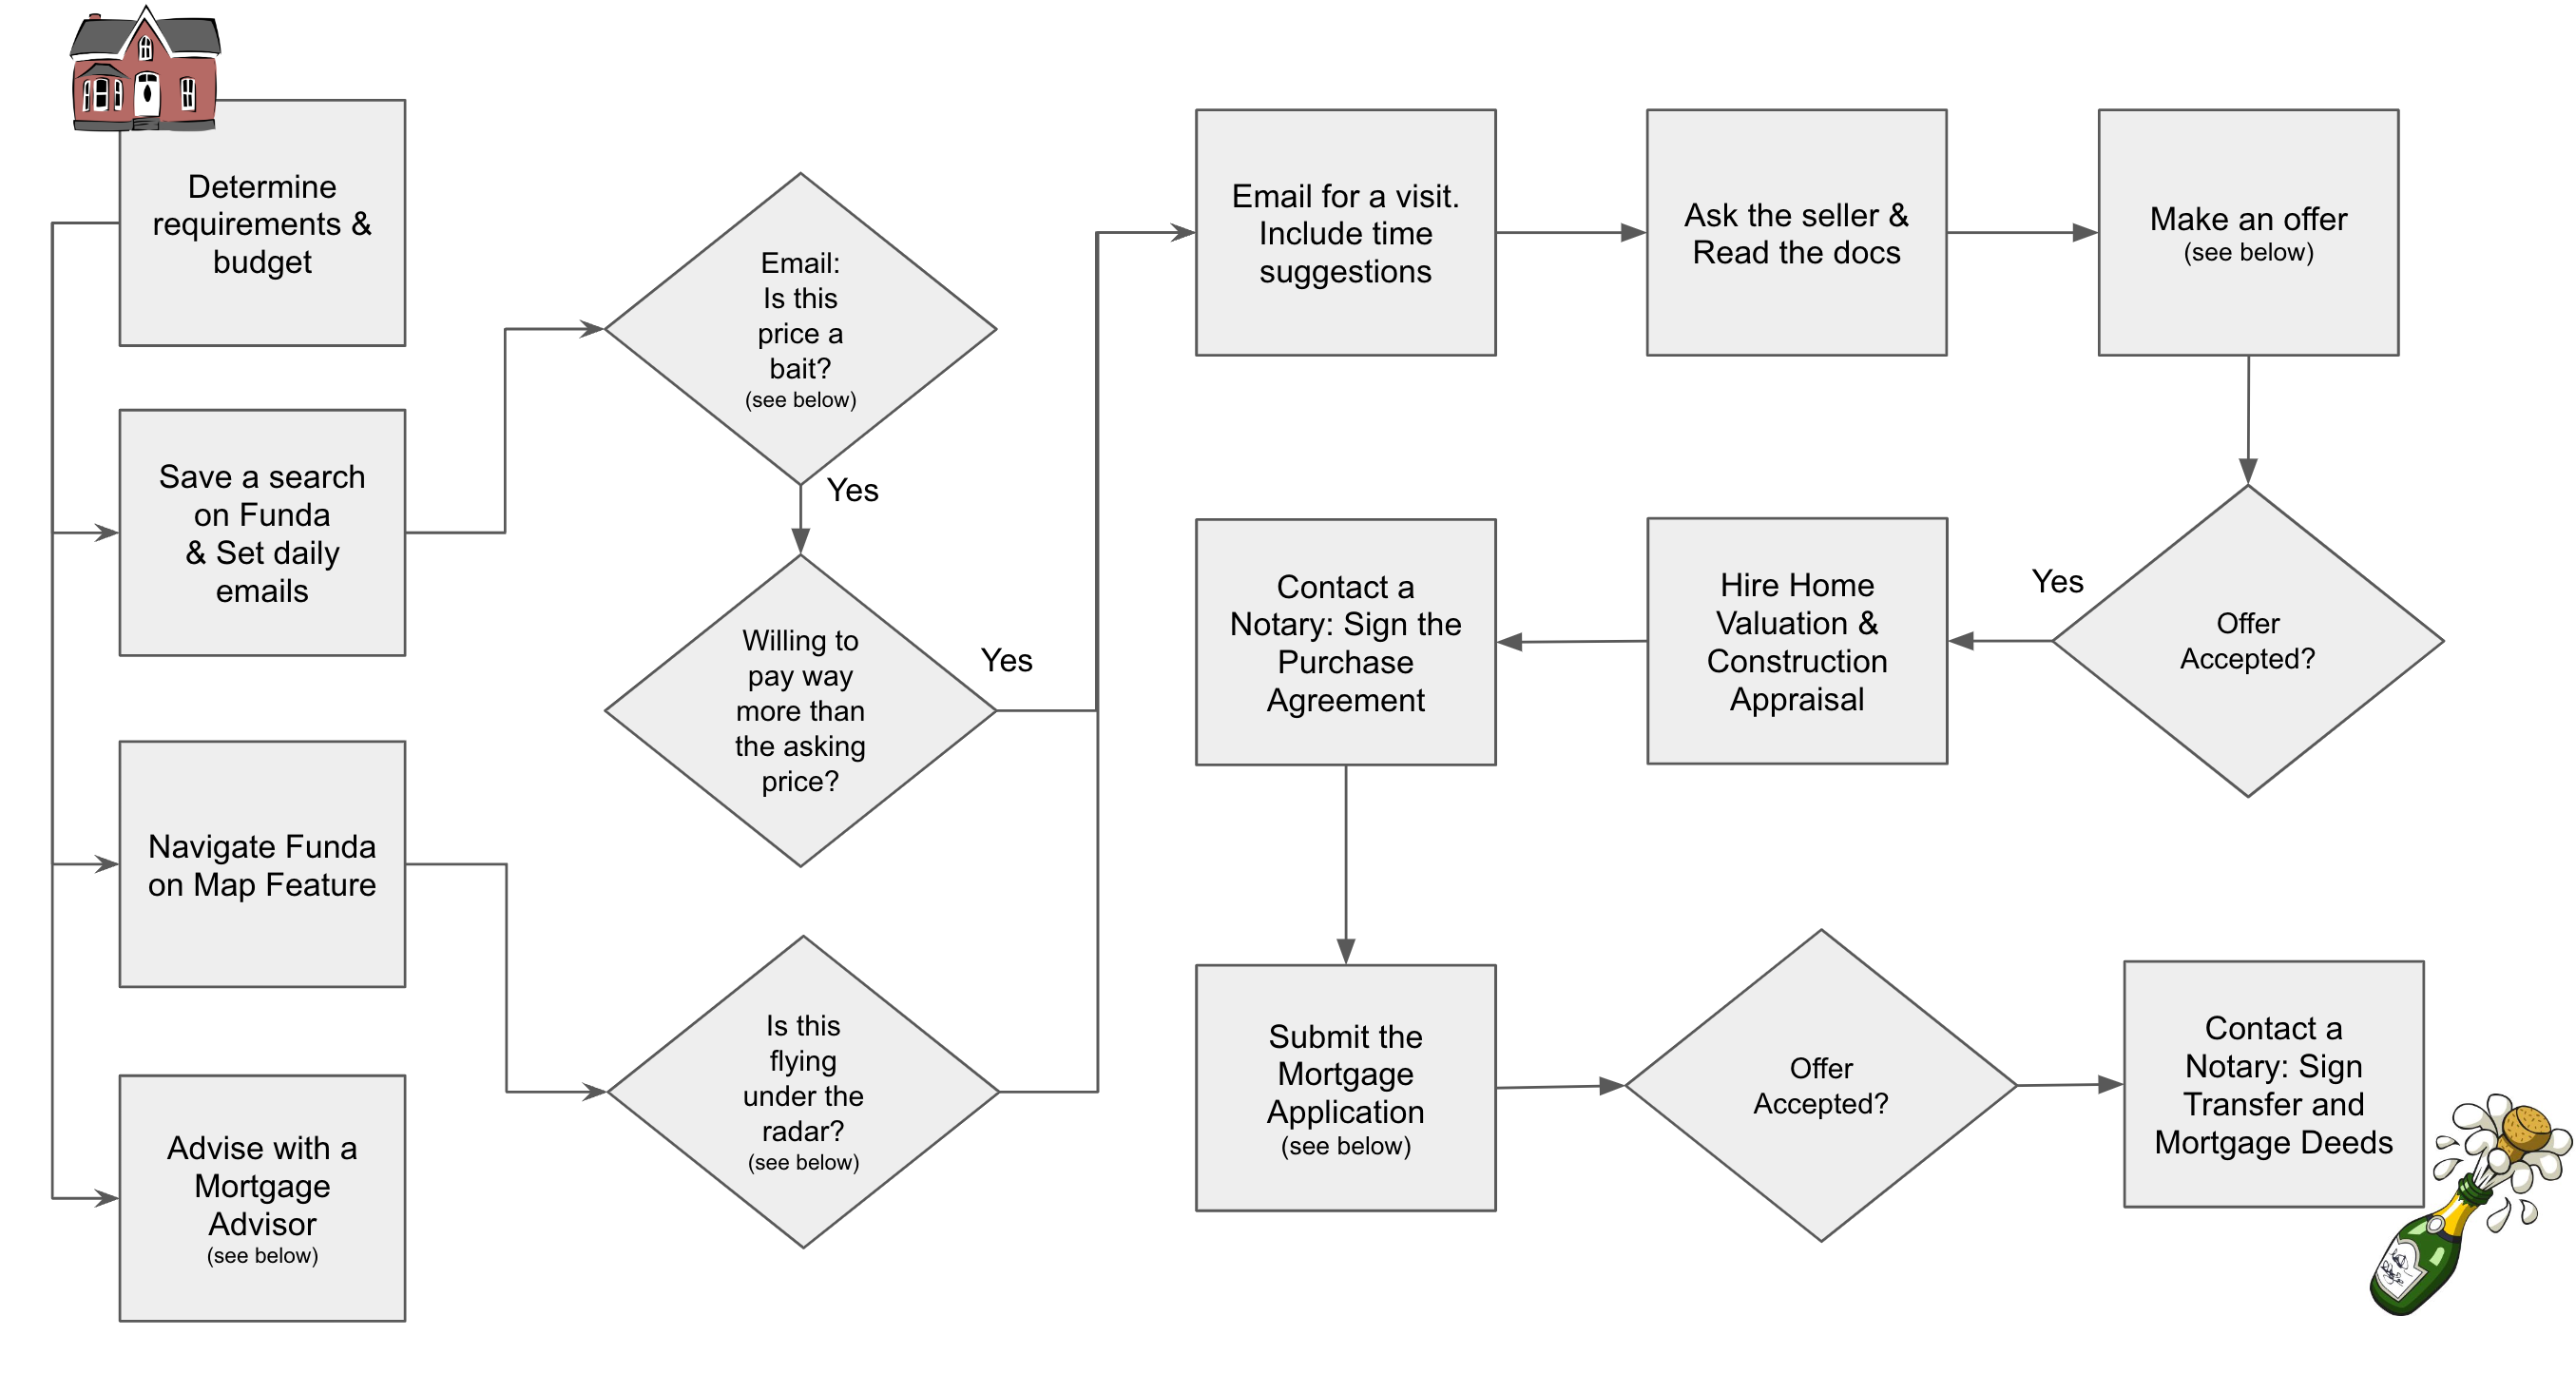 Determine
requirements &
budget
Save a search
on Funda
& Set daily
emails
Navigate Funda
on Map Feature
Advise with a
Mortgage
Advisor
(see below)
Email:
Is this
price a
bait?
(see below)
Yes
Willing to
pay way
more than
the asking
price?
Yes
Is this
flying
under the
radar?
(see below)
Email for a visit.
Include time
suggestions
Ask the seller &
Read the docs
Make an offer
(see below)
Offer
Accepted?
Yes
Hire Home
Valuation &
Construction
Appraisal
Contact a
Notary: Sign the
Purchase
Agreement
Submit the
Mortgage
Application
(see below)
Offer
Accepted?
Contact a
Notary: Sign
Transfer and
Mortgage Deeds